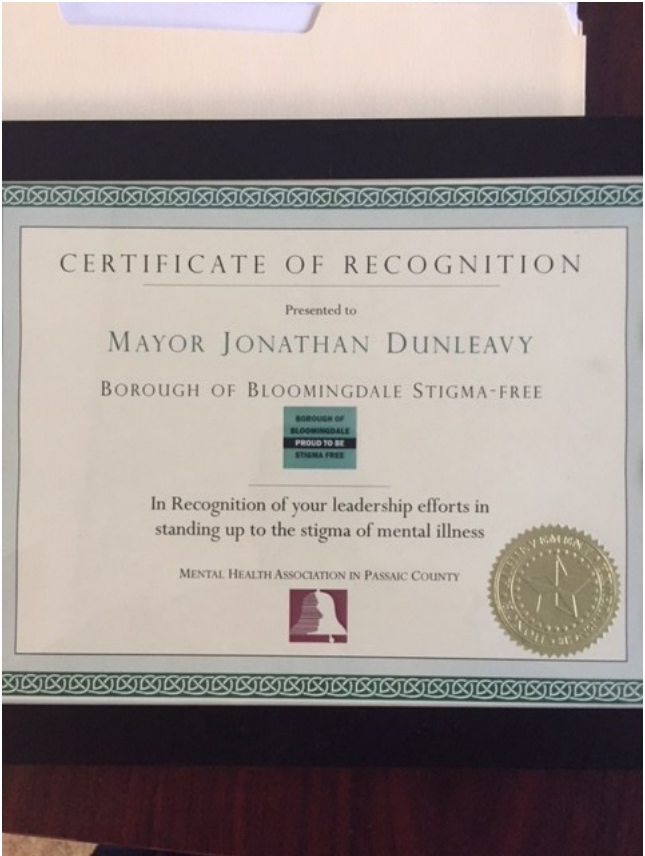 CERTIFICATE OF RECOGNITION
Presented to
MAYOR JONATHAN DUNLEAVY
BOROUGH OF BLOOMINGDALE STIGMA-FREE
BOROUGH OF
BLOOMINGDALE
PROUD TO BE
STIGMA FREE
In Recognition of your leadership efforts in
standing up to the stigma of mental illness
MENTAL HEALTH ASSOCIATION IN PASSAIC COUNTY